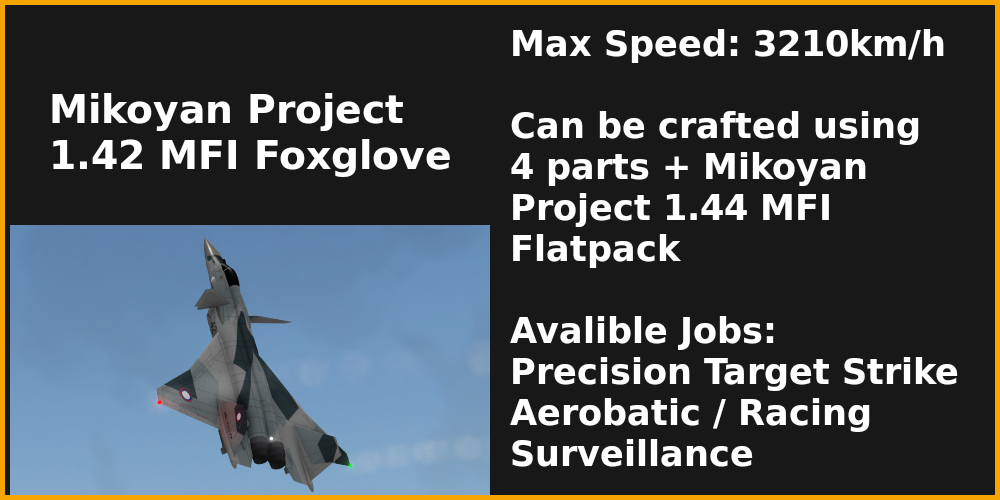 Mikoyan Project
1.42 MFI Foxglove
Max Speed: 3210km/h
Can be crafted using
4 parts + Mikoyan
Project 1.44 MFI
Flatpack
Avalible Jobs:
Precision Target Strike
Aerobatic / Racing
Surveillance